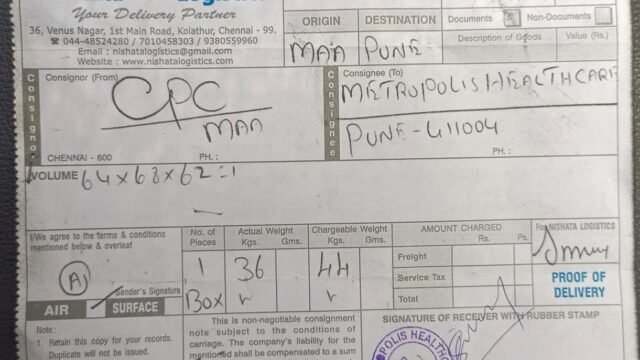 Your Delivery Partner
36, Venus Nagar, 1st Main Road, Kolathur, Chennai - 99.
☎ 044-48524280 / 7010458303 / 9380559960
Email : nishatalogistics@gmail.com
Website : www.nishatalogistics.com
ORIGIN DESTINATION Documents Non-Documents
MAA PUNE Description of Goods Value (Rs.)
Consignor Consignor (From) Consignee Consignee (To)
CPC METROPOLIS HEALTHCARE
MAA PUNE-411004
CHENNAI - 600 PH. : PH. :
VOLUME 64x63x62=1
I/We agree to the terms & conditions mentioned below & overleaf
No. of Pieces Actual Weight Kgs. Gms. Chargeable Weight Kgs. Gms. AMOUNT CHARGED Rs. Ps. For NISHATA LOGISTICS
1 36 44 Freight
A Service Tax PROOF OF DELIVERY
Sender's Signature
AIR SURFACE Box Total
Note : This is non-negotiable consignment SIGNATURE OF RECEIVER WITH RUBBER STAMP
1. Retain this copy for your records. note subject to the conditions of
Duplicate will not be issued. carriage. The company's liability for
the mentioned shall be compensated to a sum
POLIS HEALTH